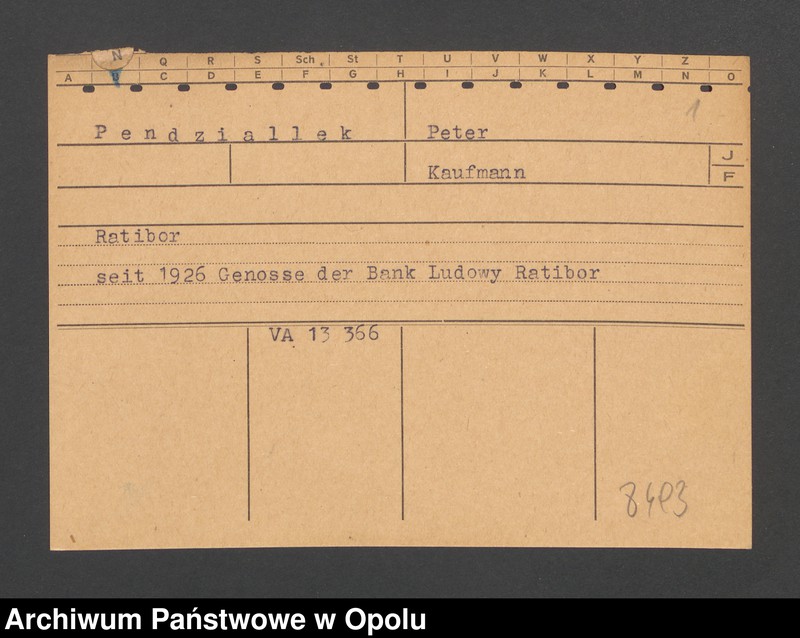 N
Q R S Sch St T U V W X Y Z
A C D E F G H I J K L M N O
1
Pendziallek Peter
Kaufmann J
F
Ratibor
seit 1926 Genosse der Bank Ludowy Ratibor
VA 13 366
Archiwum Państwowe w Opolu